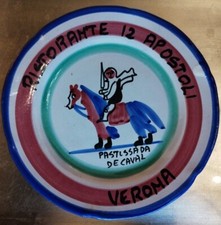 RISTORANTE 12 APOSTOLI
PASTISSADA
DE CAVAL
VERONA